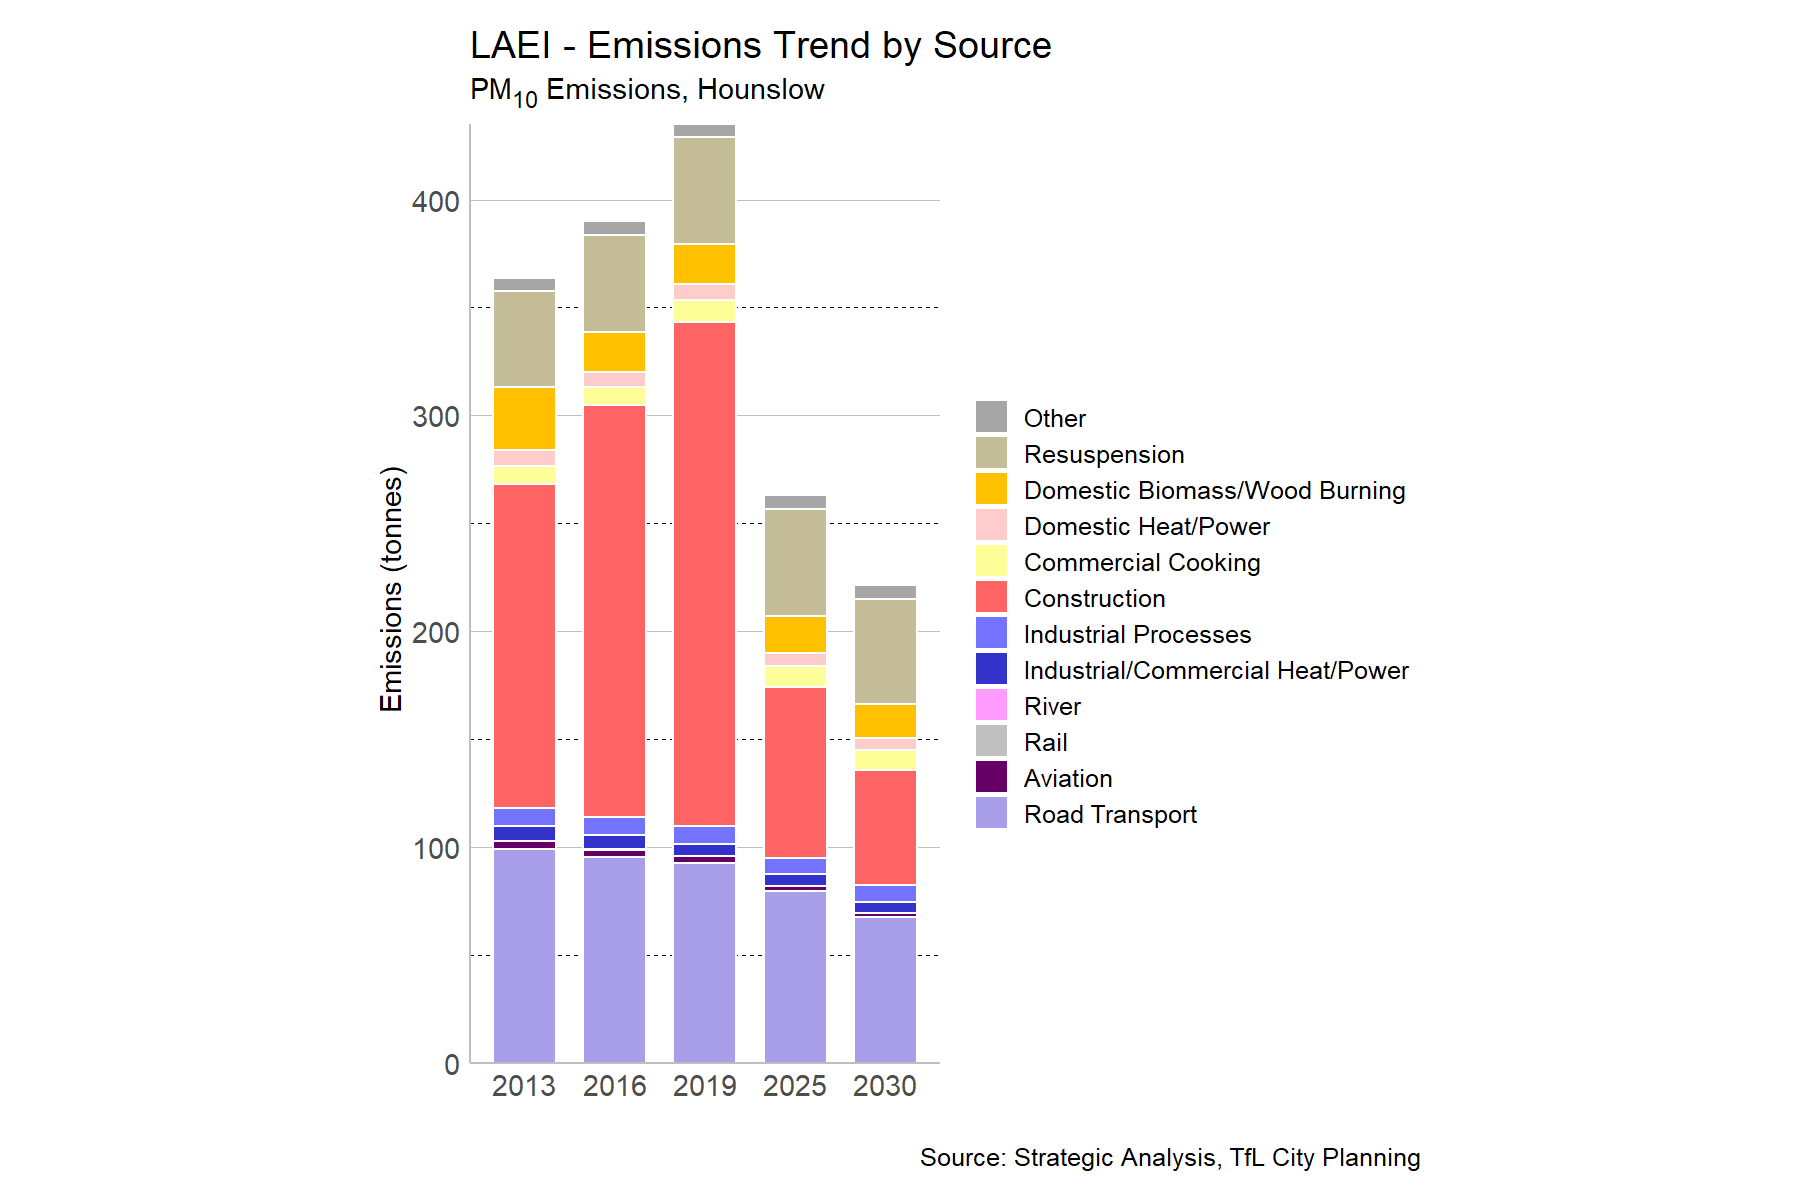 LAEI - Emissions Trend by Source
PM10 Emissions, Hounslow
Emissions (tonnes)
400
300
200
100
0
2013 2016 2019 2025 2030
Other
Resuspension
Domestic Biomass/Wood Burning
Domestic Heat/Power
Commercial Cooking
Construction
Industrial Processes
Industrial/Commercial Heat/Power
River
Rail
Aviation
Road Transport
Source: Strategic Analysis, TfL City Planning